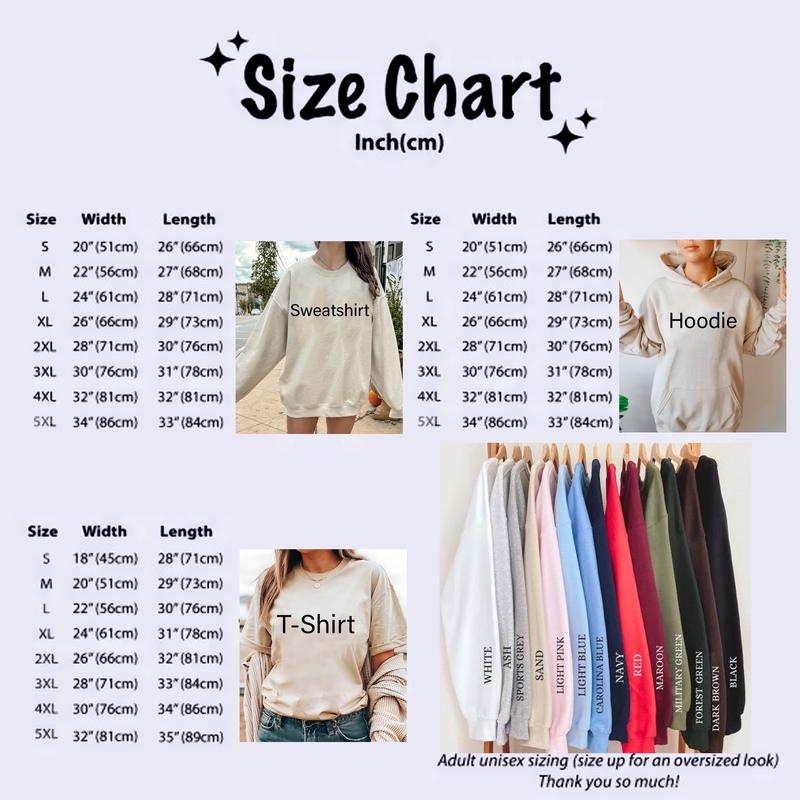 Size Chart
Inch(cm)
Size Width Length
S 20"(51cm) 26"(66cm)
M 22"(56cm) 27"(68cm)
L 24"(61cm) 28"(71cm)
XL 26"(66cm) 29"(73cm)
2XL 28"(71cm) 30"(76cm)
3XL 30"(76cm) 31"(78cm)
4XL 32"(81cm) 32"(81cm)
5XL 34"(86cm) 33"(84cm)
Sweatshirt
Size Width Length
S 20"(51cm) 26"(66cm)
M 22"(56cm) 27"(68cm)
L 24"(61cm) 28"(71cm)
XL 26"(66cm) 29"(73cm)
2XL 28"(71cm) 30"(76cm)
3XL 30"(76cm) 31"(78cm)
4XL 32"(81cm) 32"(81cm)
5XL 34"(86cm) 33"(84cm)
Hoodie
Size Width Length
S 18"(45cm) 28"(71cm)
M 20"(51cm) 29"(73cm)
L 22"(56cm) 30"(76cm)
XL 24"(61cm) 31"(78cm)
2XL 26"(66cm) 32"(81cm)
3XL 28"(71cm) 33"(84cm)
4XL 30"(76cm) 34"(86cm)
5XL 32"(81cm) 35"(89cm)
T-Shirt
WHITE
ASH
SPORTS GREY
SAND
LIGHT PINK
LIGHT BLUE
CAROLINA BLUE
NAVY
RED
MAROON
MILITARY GREEN
FOREST GREEN
DARK BROWN
BLACK
Adult unisex sizing (size up for an oversized look)
Thank you so much!